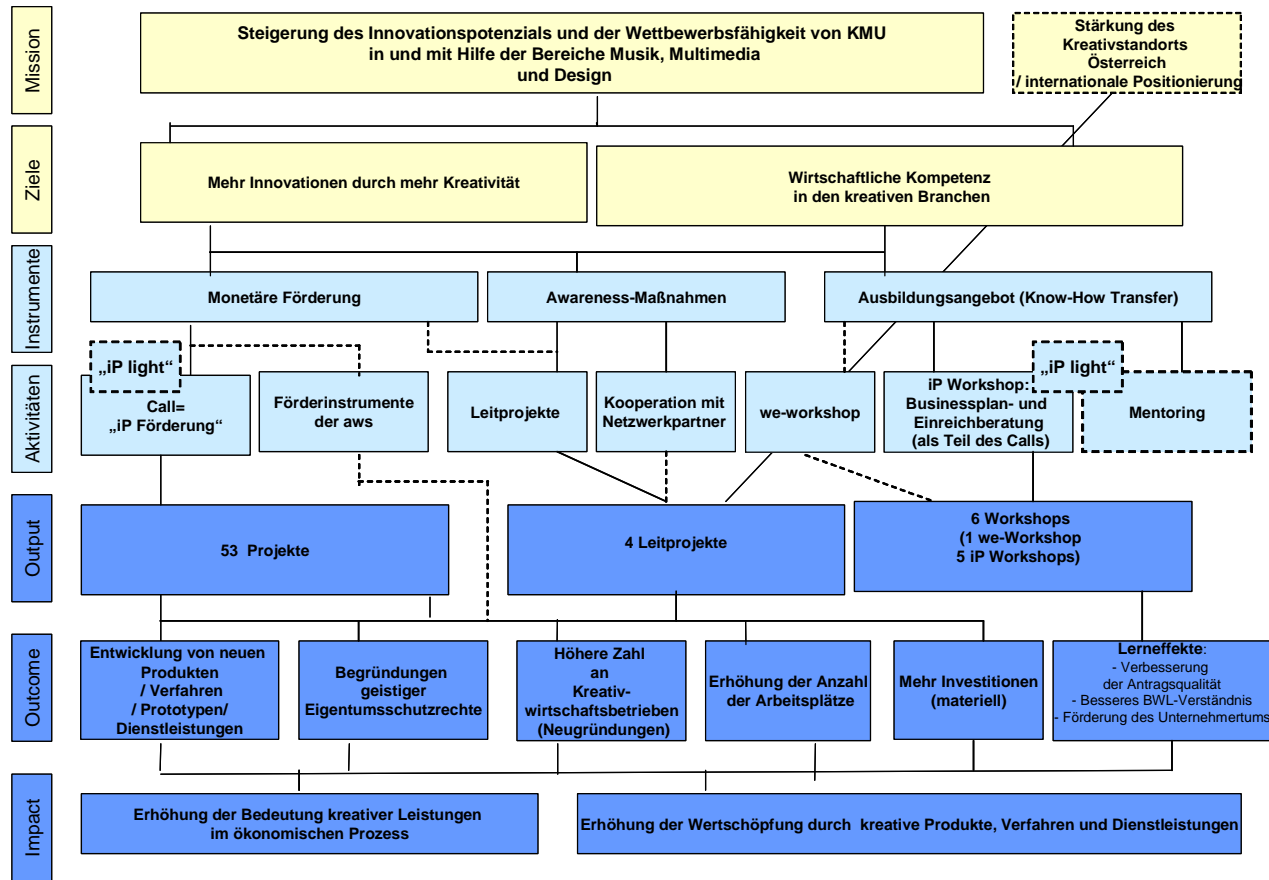 Mission
Steigerung des Innovationspotenzials und der Wettbewerbsfähigkeit von KMU
in und mit Hilfe der Bereiche Musik, Multimedia
und Design
Stärkung des
Kreativstandorts
Österreich
/ internationale Positionierung
Ziele
Mehr Innovationen durch mehr Kreativität
Wirtschaftliche Kompetenz
in den kreativen Branchen
Instrumente
Monetäre Förderung
Awareness-Maßnahmen
Ausbildungsangebot (Know-How Transfer)
Aktivitäten
„iP light“
Call=
„iP Förderung“
Förderinstrumente
der aws
Leitprojekte
Kooperation mit
Netzwerkpartner
we-workshop
iP Workshop:
Businessplan- und
Einreichberatung
(als Teil des Calls)
„iP light“
Mentoring
Output
53 Projekte
4 Leitprojekte
6 Workshops
(1 we-Workshop
5 iP Workshops)
Outcome
Entwicklung von neuen
Produkten
/ Verfahren
/ Prototypen/
Dienstleistungen
Begründungen
geistiger
Eigentumsschutzrechte
Höhere Zahl
an
Kreativ-
wirtschaftsbetrieben
(Neugründungen)
Erhöhung der Anzahl
der Arbeitsplätze
Mehr Investitionen
(materiell)
Lerneffekte:
- Verbesserung
der Antragsqualität
- Besseres BWL-Verständnis
- Förderung des Unternehmertums
Impact
Erhöhung der Bedeutung kreativer Leistungen
im ökonomischen Prozess
Erhöhung der Wertschöpfung durch kreative Produkte, Verfahren und Dienstleistungen